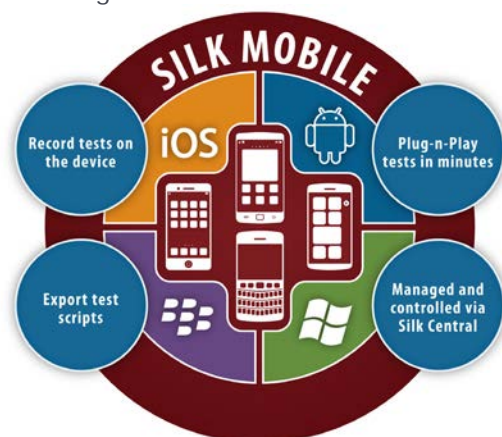 SILK MOBILE
Record tests on
the device
iOS
Plug-n-Play
tests in minutes
Export test
scripts
Managed and
controlled via
Silk Central